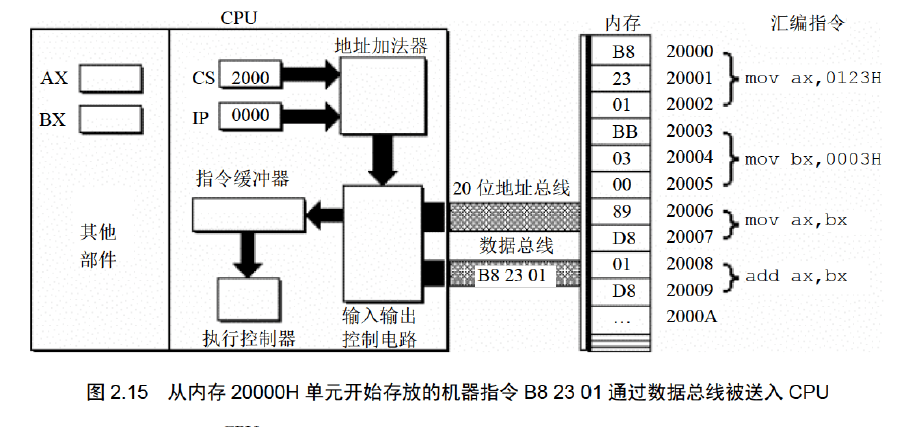 CPU
内存
汇编指令
地址加法器
AX
BX
CS 2000
IP 0000
指令缓冲器
其他
部件
执行控制器
输入输出
控制电路
20 位地址总线
数据总线
B8 23 01
B8 20000
23 20001 mov ax,0123H
01 20002
BB 20003
03 20004 mov bx,0003H
00 20005
89 20006
mov ax,bx
D8 20007
01 20008
add ax,bx
D8 20009
… 2000A
图 2.15 从内存 20000H 单元开始存放的机器指令 B8 23 01 通过数据总线被送入 CPU